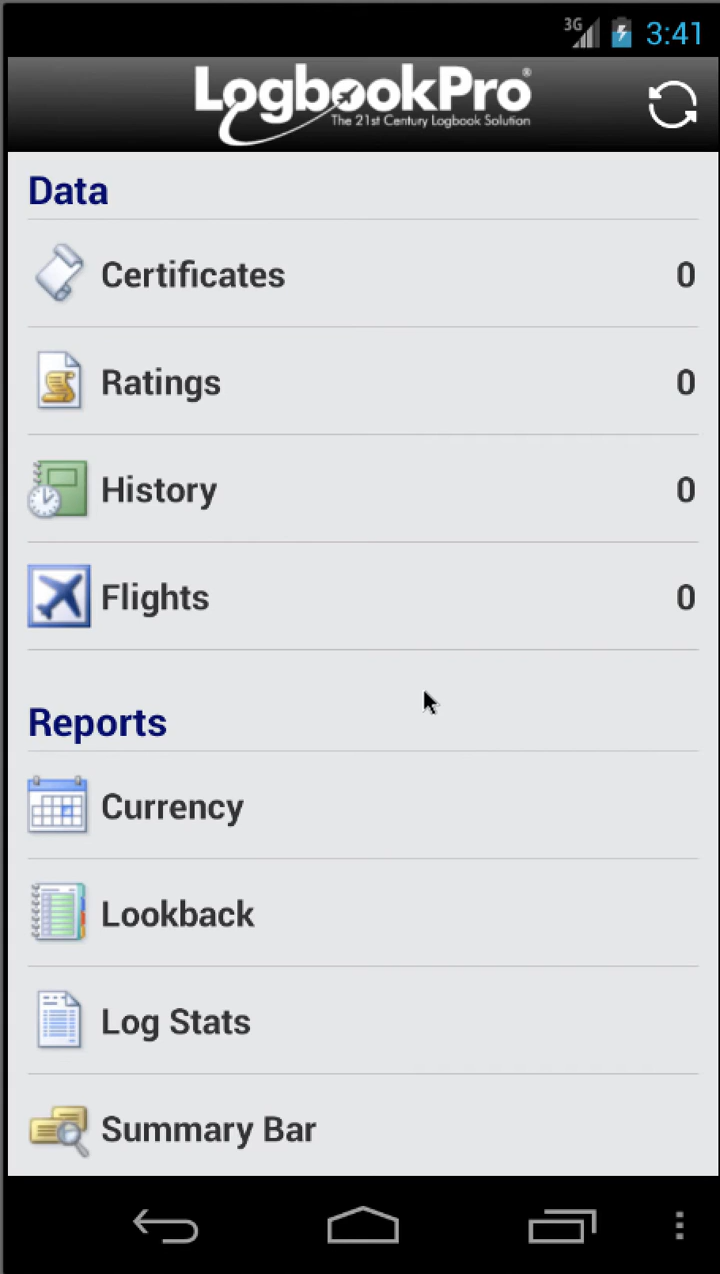 3G 3:41
LogbookPro®
The 21st Century Logbook Solution
Data
Certificates 0
Ratings 0
History 0
Flights 0
Reports
Currency
Lookback
Log Stats
Summary Bar